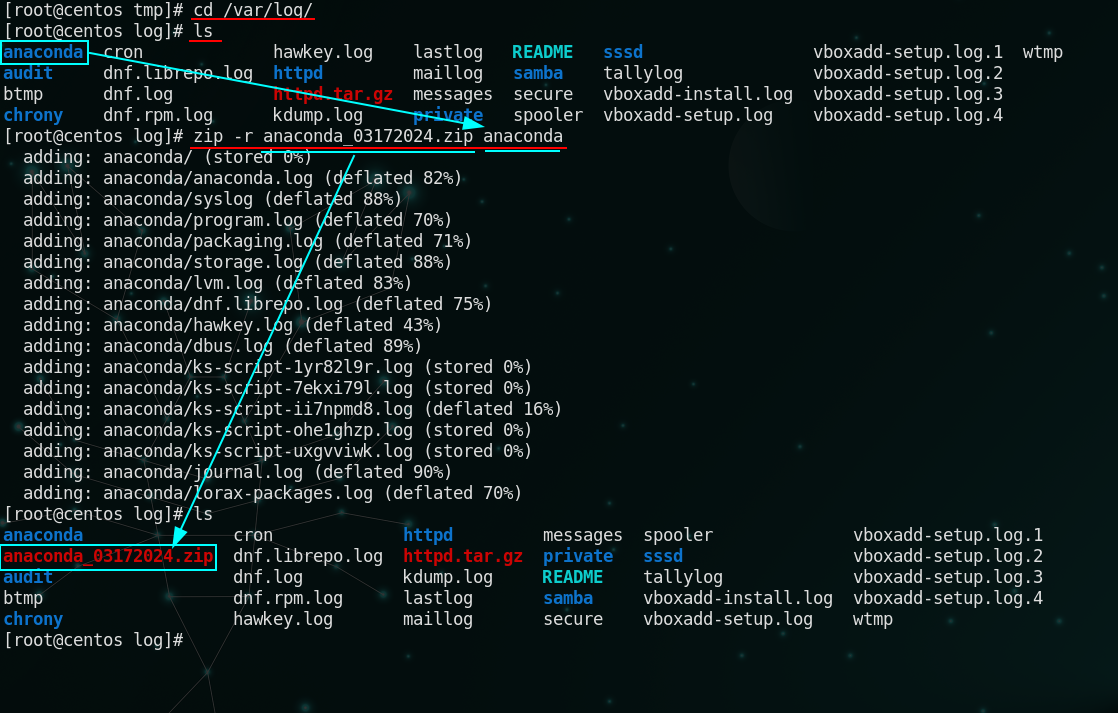 [root@centos tmp]# cd /var/log/
[root@centos log]# ls
anaconda  cron             hawkey.log     lastlog   README   sssd                 vboxadd-setup.log.1  wtmp
audit     dnf.librepo.log  httpd          maillog   samba    tallylog             vboxadd-setup.log.2
btmp      dnf.log          httpd.tar.gz   messages  secure   vboxadd-install.log  vboxadd-setup.log.3
chrony    dnf.rpm.log      kdump.log      private   spooler  vboxadd-setup.log    vboxadd-setup.log.4
[root@centos log]# zip -r anaconda_03172024.zip anaconda
  adding: anaconda/ (stored 0%)
  adding: anaconda/anaconda.log (deflated 82%)
  adding: anaconda/syslog (deflated 88%)
  adding: anaconda/program.log (deflated 70%)
  adding: anaconda/packaging.log (deflated 71%)
  adding: anaconda/storage.log (deflated 88%)
  adding: anaconda/lvm.log (deflated 83%)
  adding: anaconda/dnf.librepo.log (deflated 75%)
  adding: anaconda/hawkey.log (deflated 43%)
  adding: anaconda/dbus.log (deflated 89%)
  adding: anaconda/ks-script-1yr82l9r.log (stored 0%)
  adding: anaconda/ks-script-7ekxi79l.log (stored 0%)
  adding: anaconda/ks-script-ii7npmd8.log (deflated 16%)
  adding: anaconda/ks-script-ohe1ghzp.log (stored 0%)
  adding: anaconda/ks-script-uxgvviwk.log (stored 0%)
  adding: anaconda/journal.log (deflated 90%)
  adding: anaconda/lorax-packages.log (deflated 70%)
[root@centos log]# ls
anaconda               cron             httpd         messages  spooler              vboxadd-setup.log.1
anaconda_03172024.zip  dnf.librepo.log  httpd.tar.gz  private   sssd                 vboxadd-setup.log.2
audit                  dnf.log          kdump.log     README    tallylog             vboxadd-setup.log.3
btmp                   dnf.rpm.log      lastlog       samba     vboxadd-install.log  vboxadd-setup.log.4
chrony                 hawkey.log       maillog       secure    vboxadd-setup.log    wtmp
[root@centos log]#